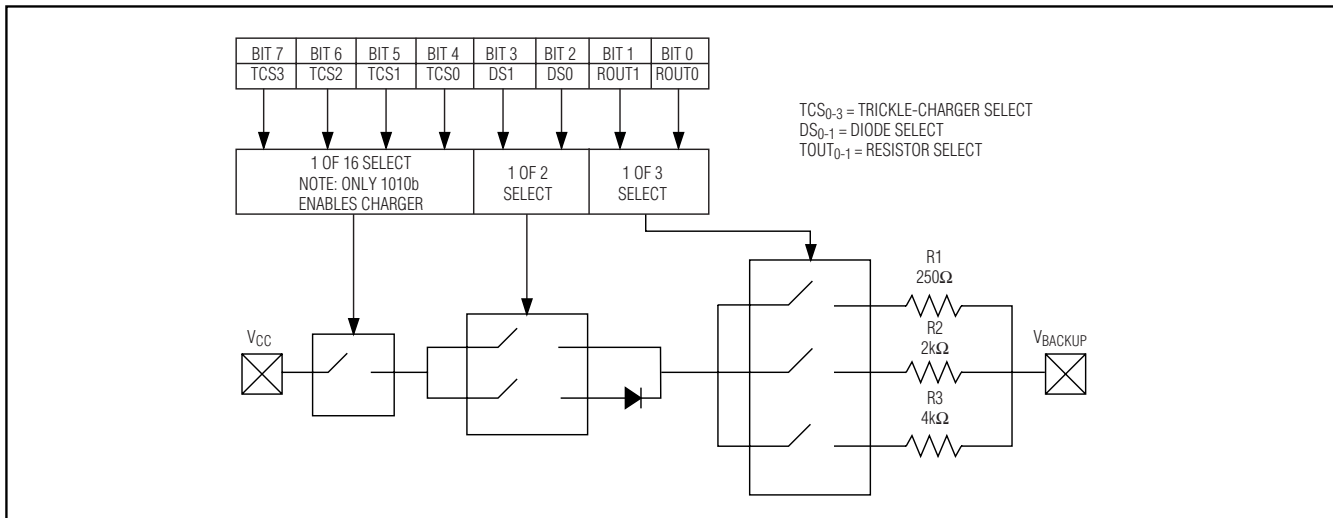 BIT 7 BIT 6 BIT 5 BIT 4 BIT 3 BIT 2 BIT 1 BIT 0
TCS3 TCS2 TCS1 TCS0 DS1 DS0 ROUT1 ROUT0
TCS0-3 = TRICKLE-CHARGER SELECT
DS0-1 = DIODE SELECT
TOUT0-1 = RESISTOR SELECT
1 OF 16 SELECT
NOTE: ONLY 1010b
ENABLES CHARGER
1 OF 2
SELECT
1 OF 3
SELECT
R1
250Ω
VCC
R2
2kΩ
VBACKUP
R3
4kΩ